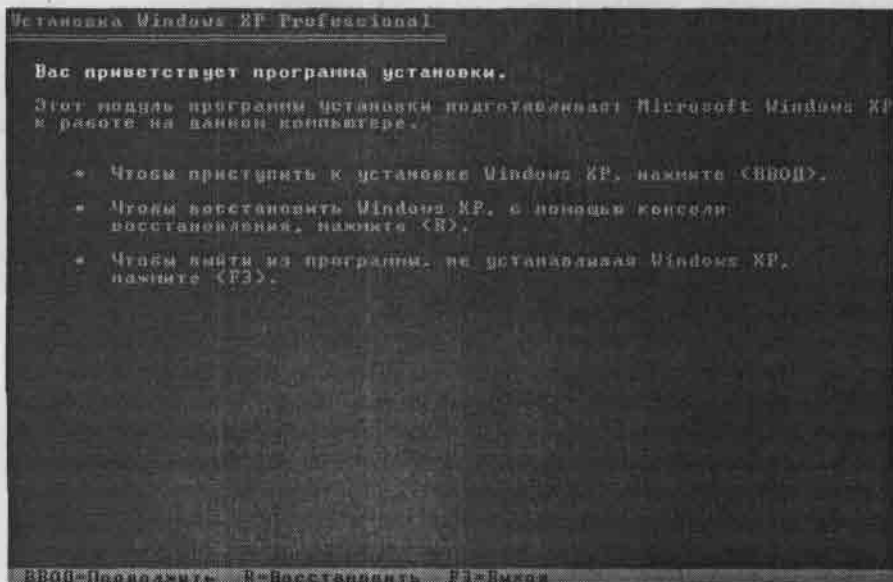 Установка Windows XP Professional
Вас приветствует программа установки.
Этот модуль программы установки подготавливает Microsoft Windows XP
к работе на данном компьютере.
• Чтобы приступить к установке Windows XP, нажмите <ВВОД>.
• Чтобы восстановить Windows XP, с помощью консоли
восстановления, нажмите <R>.
• Чтобы выйти из программы, не устанавливая Windows XP,
нажмите <F3>.
ВВОД=Продолжить R=Восстановить F3=Выход